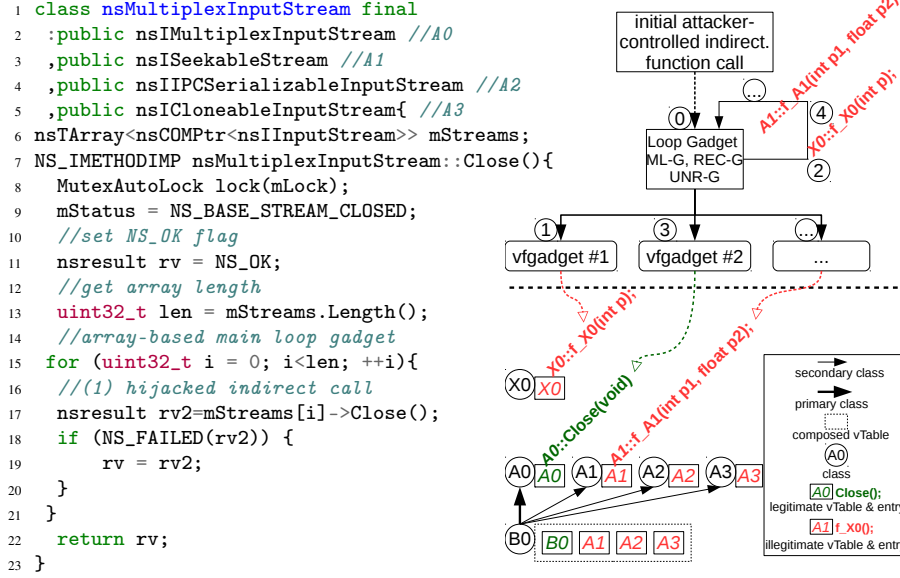 1 class nsMultiplexInputStream final
2 :public nsIMultiplexInputStream //A0
3 ,public nsISeekableStream //A1
4 ,public nsIIPCSerializableInputStream //A2
5 ,public nsICloneableInputStream{ //A3
6 nsTArray<nsCOMPtr<nsIInputStream>> mStreams;
7 NS_IMETHODIMP nsMultiplexInputStream::Close(){
8 MutexAutoLock lock(mLock);
9 mStatus = NS_BASE_STREAM_CLOSED;
10 //set NS_OK flag
11 nsresult rv = NS_OK;
12 //get array length
13 uint32_t len = mStreams.Length();
14 //array-based main loop gadget
15 for (uint32_t i = 0; i<len; ++i){
16 //(1) hijacked indirect call
17 nsresult rv2=mStreams[i]->Close();
18 if (NS_FAILED(rv2)) {
19 rv = rv2;
20 }
21 }
22 return rv;
23 }
initial attacker-
controlled indirect.
function call
A1::f_A1(int p1, float p2)
X0::f_X0(int p);
...
0
4
Loop Gadget
ML-G, REC-G
UNR-G
2
1
3
...
vfgadget #1
vfgadget #2
...
X0::f_X0(int p);
A0::Close(void)
A1::f_A1(int p1, float p2);
X0
X0
A0
A0
A1
A1
A2
A2
A3
A3
B0
B0
A1
A2
A3
secondary class
primary class
composed vTable
A0
class
A0 Close();
legitimate vTable & entry
A1 f_X0();
illegitimate vTable & entr